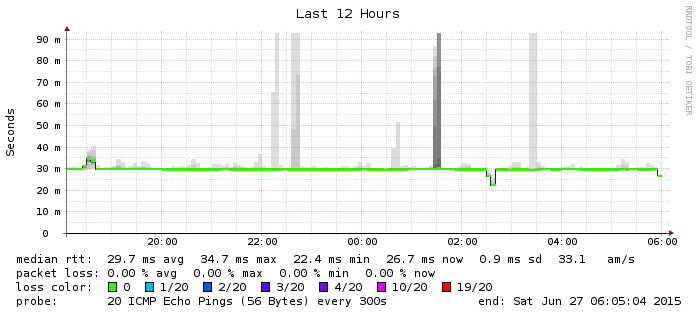 Last 12 Hours
RRDTOOL / TOBI OETIKER
Seconds
90 m
80 m
70 m
60 m
50 m
40 m
30 m
20 m
10 m
0
20:00 22:00 00:00 02:00 04:00 06:00
median rtt: 29.7 ms avg 34.7 ms max 22.4 ms min 26.7 ms now 0.9 ms sd 33.1 am/s
packet loss: 0.00 % avg 0.00 % max 0.00 % min 0.00 % now
loss color: 0 1/20 2/20 3/20 4/20 10/20 19/20
probe: 20 ICMP Echo Pings (56 Bytes) every 300s end: Sat Jun 27 06:05:04 2015